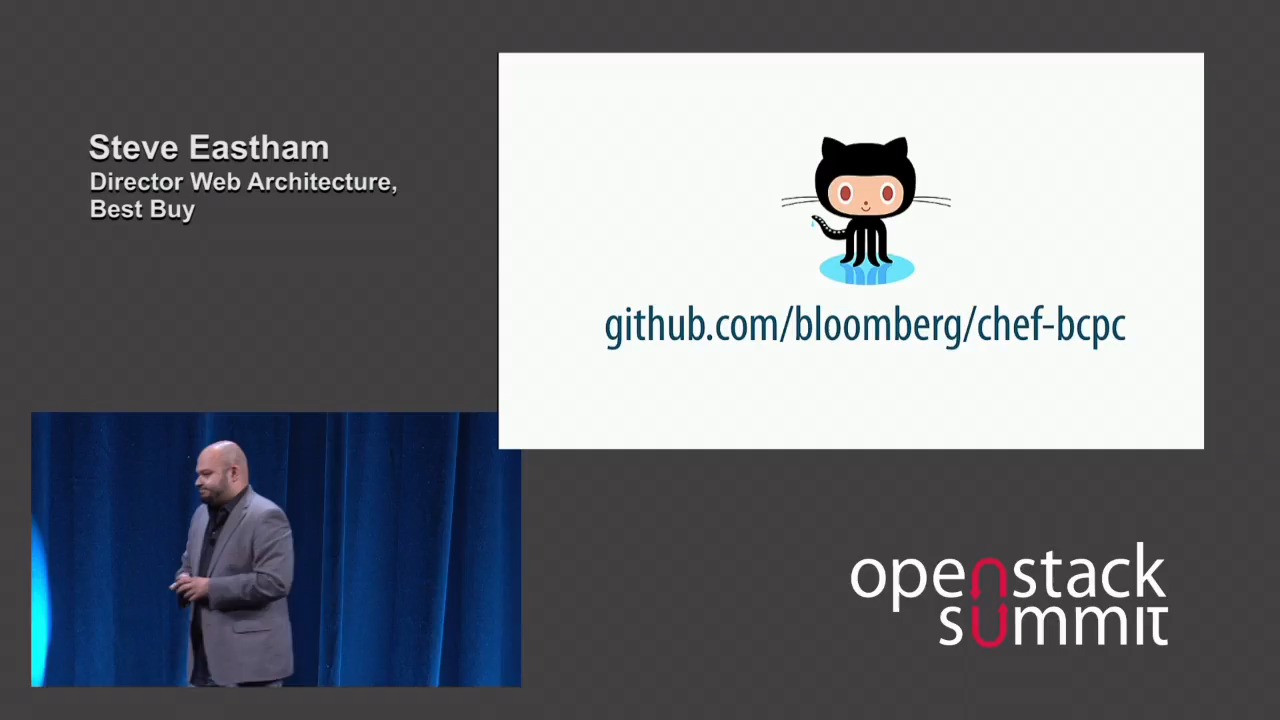 Steve Eastham
Director Web Architecture,
Best Buy
github.com/bloomberg/chef-bcpc
openstack
summit